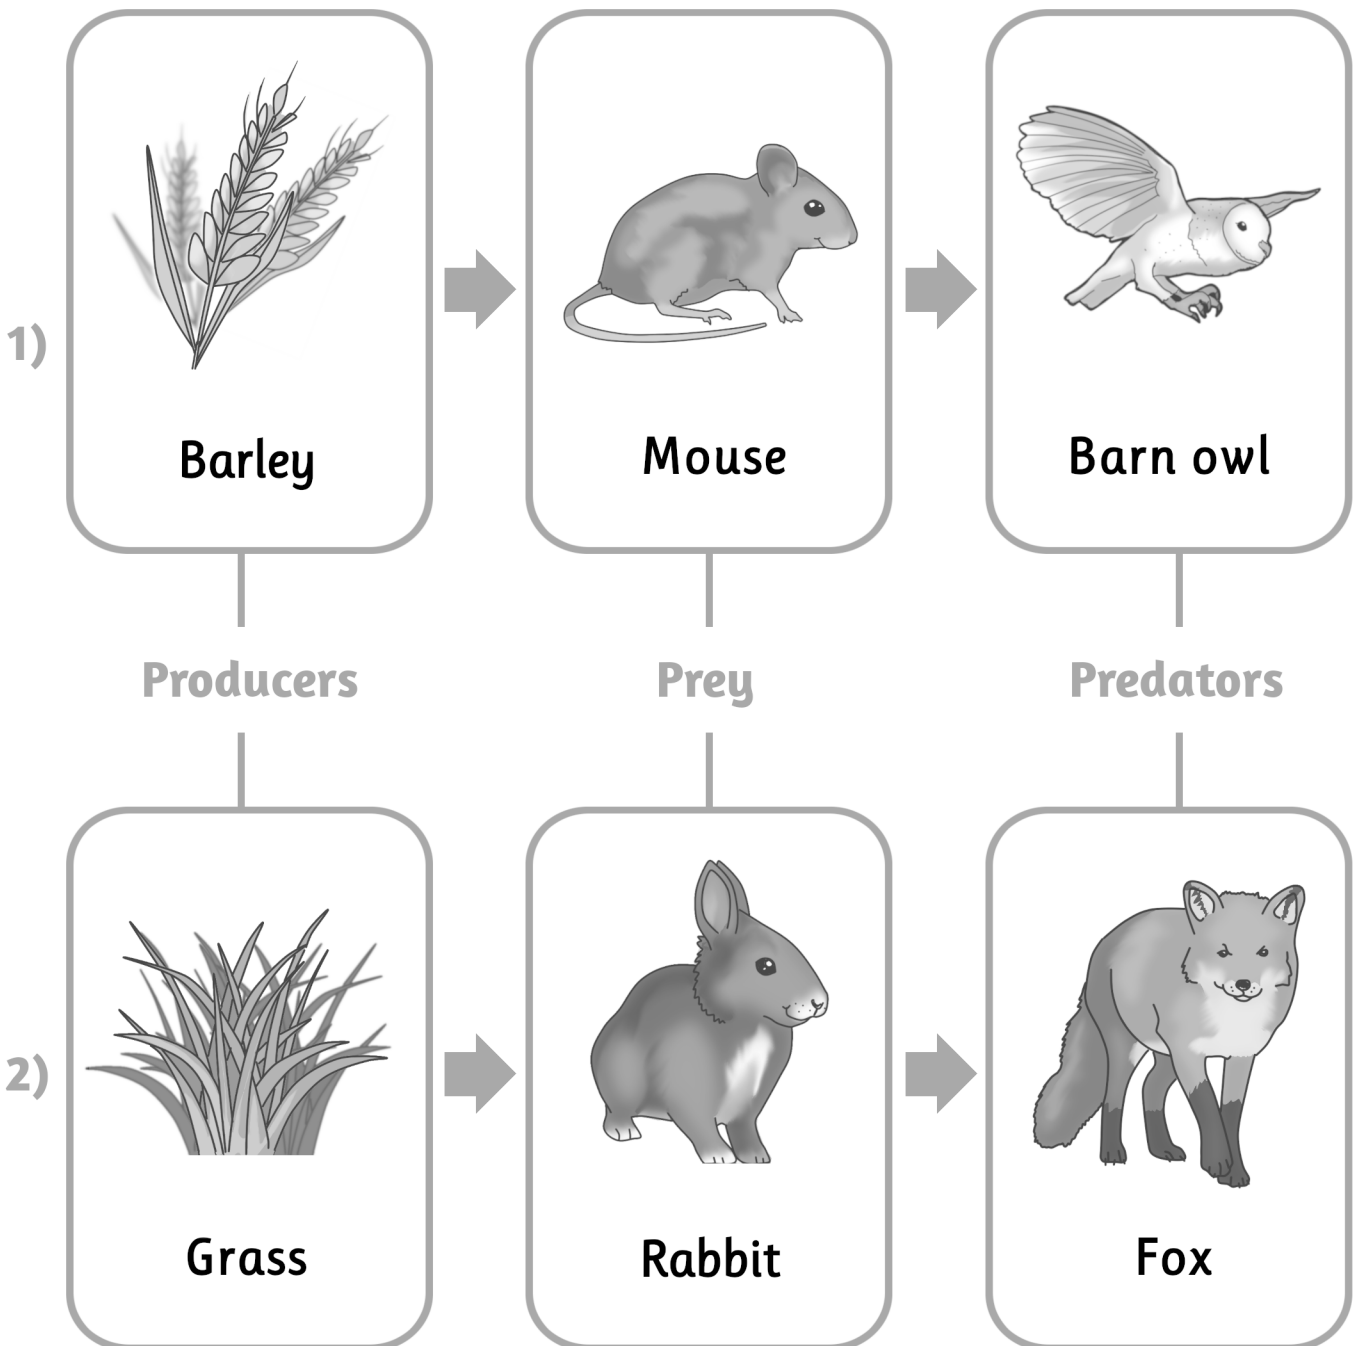 1)
Barley
Mouse
Barn owl
Producers
Prey
Predators
2)
Grass
Rabbit
Fox